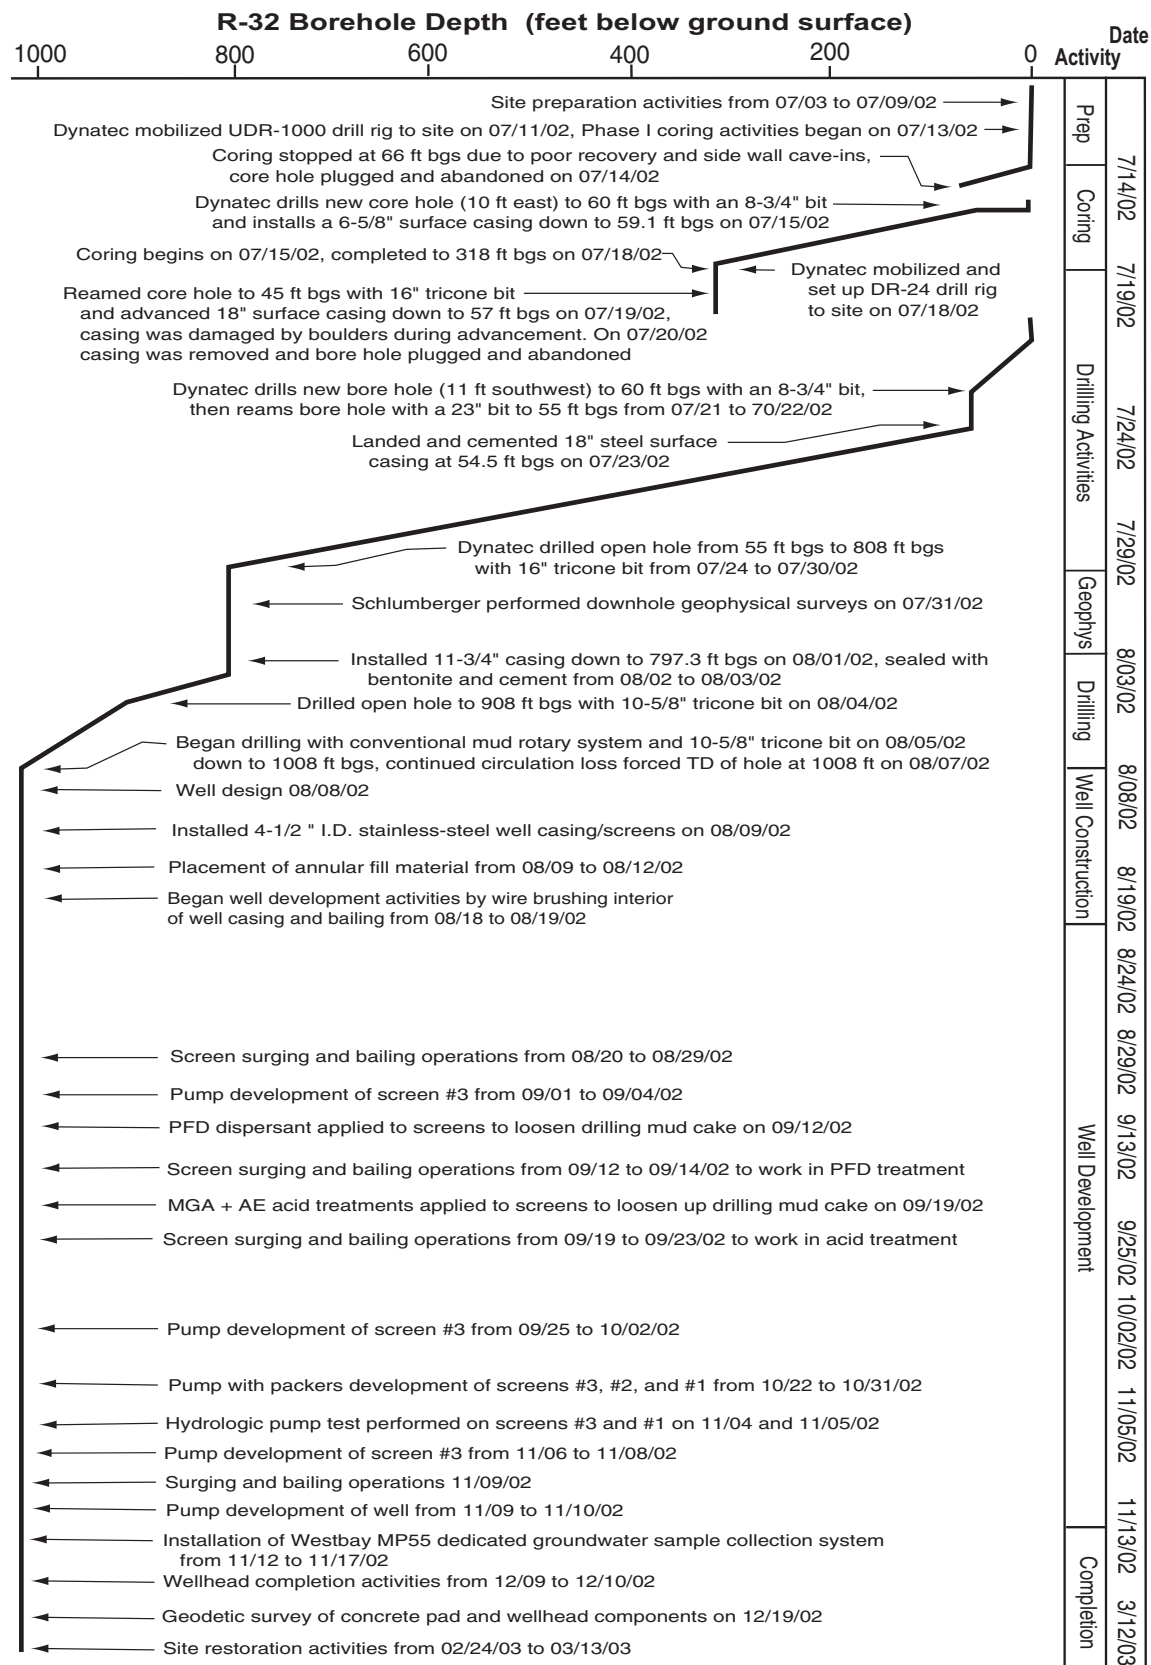 R-32 Borehole Depth (feet below ground surface)
Date
1000 800 600 400 200 0 Activity
Site preparation activities from 07/03 to 07/09/02
Dynatec mobilized UDR-1000 drill rig to site on 07/11/02, Phase I coring activities began on 07/13/02
Prep
Coring stopped at 66 ft bgs due to poor recovery and side wall cave-ins,
core hole plugged and abandoned on 07/14/02
7/14/02
Dynatec drills new core hole (10 ft east) to 60 ft bgs with an 8-3/4" bit
and installs a 6-5/8" surface casing down to 59.1 ft bgs on 07/15/02
Coring
Coring begins on 07/15/02, completed to 318 ft bgs on 07/18/02
Dynatec mobilized and
set up DR-24 drill rig
to site on 07/18/02
7/19/02
Reamed core hole to 45 ft bgs with 16" tricone bit
and advanced 18" surface casing down to 57 ft bgs on 07/19/02,
casing was damaged by boulders during advancement. On 07/20/02
casing was removed and bore hole plugged and abandoned
Dynatec drills new bore hole (11 ft southwest) to 60 ft bgs with an 8-3/4" bit,
then reams bore hole with a 23" bit to 55 ft bgs from 07/21 to 70/22/02
Drilling Activities
7/24/02
Landed and cemented 18" steel surface
casing at 54.5 ft bgs on 07/23/02
Dynatec drilled open hole from 55 ft bgs to 808 ft bgs
with 16" tricone bit from 07/24 to 07/30/02
7/29/02
Schlumberger performed downhole geophysical surveys on 07/31/02
Geophys
Installed 11-3/4" casing down to 797.3 ft bgs on 08/01/02, sealed with
bentonite and cement from 08/02 to 08/03/02
8/03/02
Drilled open hole to 908 ft bgs with 10-5/8" tricone bit on 08/04/02
Drillling
Began drilling with conventional mud rotary system and 10-5/8" tricone bit on 08/05/02
down to 1008 ft bgs, continued circulation loss forced TD of hole at 1008 ft on 08/07/02
Well design 08/08/02
8/08/02
Installed 4-1/2 " I.D. stainless-steel well casing/screens on 08/09/02
Well Construction
Placement of annular fill material from 08/09 to 08/12/02
Began well development activities by wire brushing interior
of well casing and bailing from 08/18 to 08/19/02
8/19/02
8/24/02
Screen surging and bailing operations from 08/20 to 08/29/02
8/29/02
Pump development of screen #3 from 09/01 to 09/04/02
PFD dispersant applied to screens to loosen drilling mud cake on 09/12/02
9/13/02
Screen surging and bailing operations from 09/12 to 09/14/02 to work in PFD treatment
Well Development
MGA + AE acid treatments applied to screens to loosen up drilling mud cake on 09/19/02
Screen surging and bailing operations from 09/19 to 09/23/02 to work in acid treatment
9/25/02
Pump development of screen #3 from 09/25 to 10/02/02
10/02/02
Pump with packers development of screens #3, #2, and #1 from 10/22 to 10/31/02
Hydrologic pump test performed on screens #3 and #1 on 11/04 and 11/05/02
11/05/02
Pump development of screen #3 from 11/06 to 11/08/02
Surging and bailing operations 11/09/02
Pump development of well from 11/09 to 11/10/02
11/13/02
Installation of Westbay MP55 dedicated groundwater sample collection system
from 11/12 to 11/17/02
Wellhead completion activities from 12/09 to 12/10/02
Completion
Geodetic survey of concrete pad and wellhead components on 12/19/02
3/12/03
Site restoration activities from 02/24/03 to 03/13/03